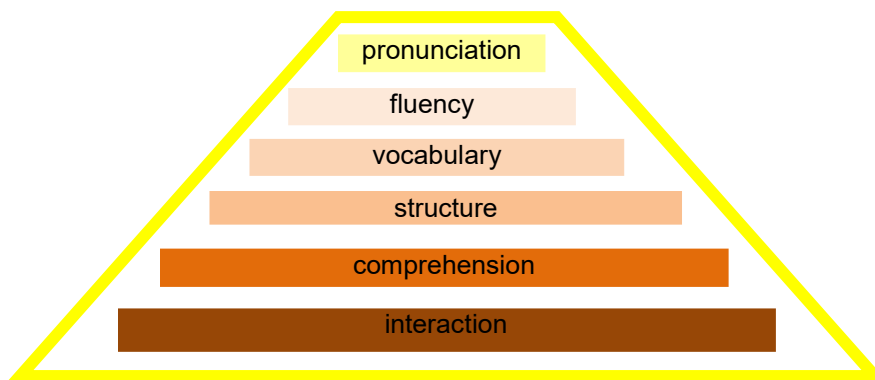 pronunciation
fluency
vocabulary
structure
comprehension
interaction